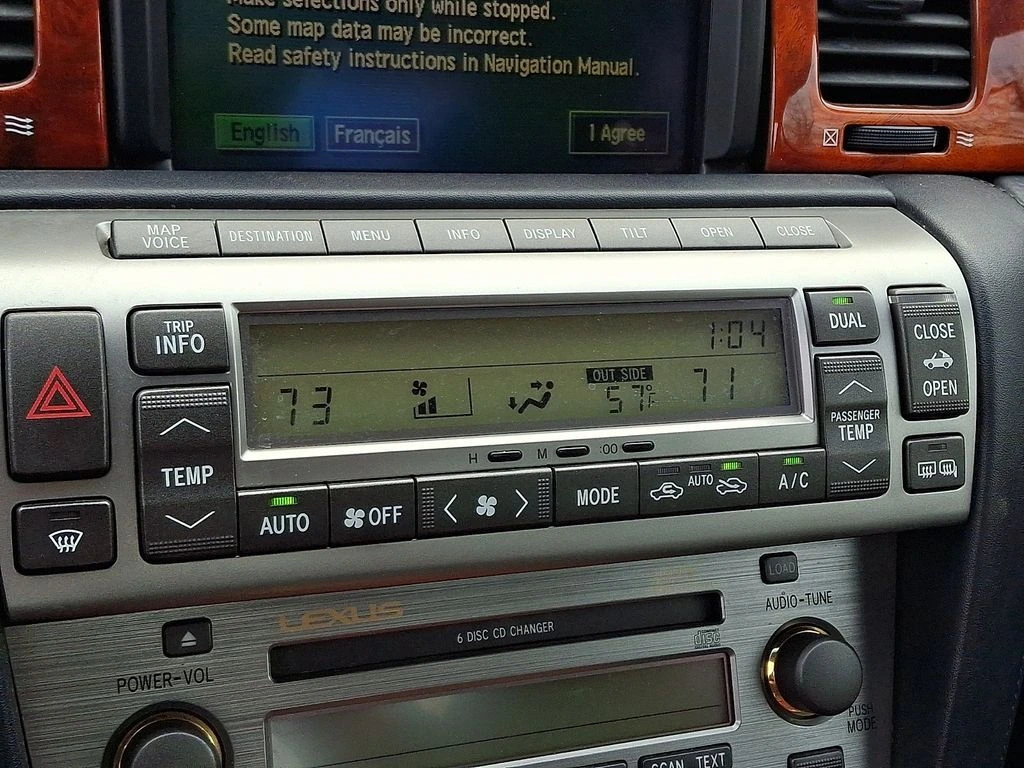 Make selections only while stopped.
Some map data may be incorrect.
Read safety instructions in Navigation Manual.
English Français I Agree
MAP VOICE
DESTINATION
MENU
INFO
DISPLAY
TILT
OPEN
CLOSE
TRIP
INFO
1:04
DUAL
CLOSE
OPEN
73
OUT SIDE
57°F
71
TEMP
PASSENGER
TEMP
H M :00
AUTO
OFF
MODE
AUTO
A/C
LOAD
LEXUS
6 DISC CD CHANGER
AUDIO-TUNE
disc
POWER-VOL
PUSH
MODE
SCAN TEXT